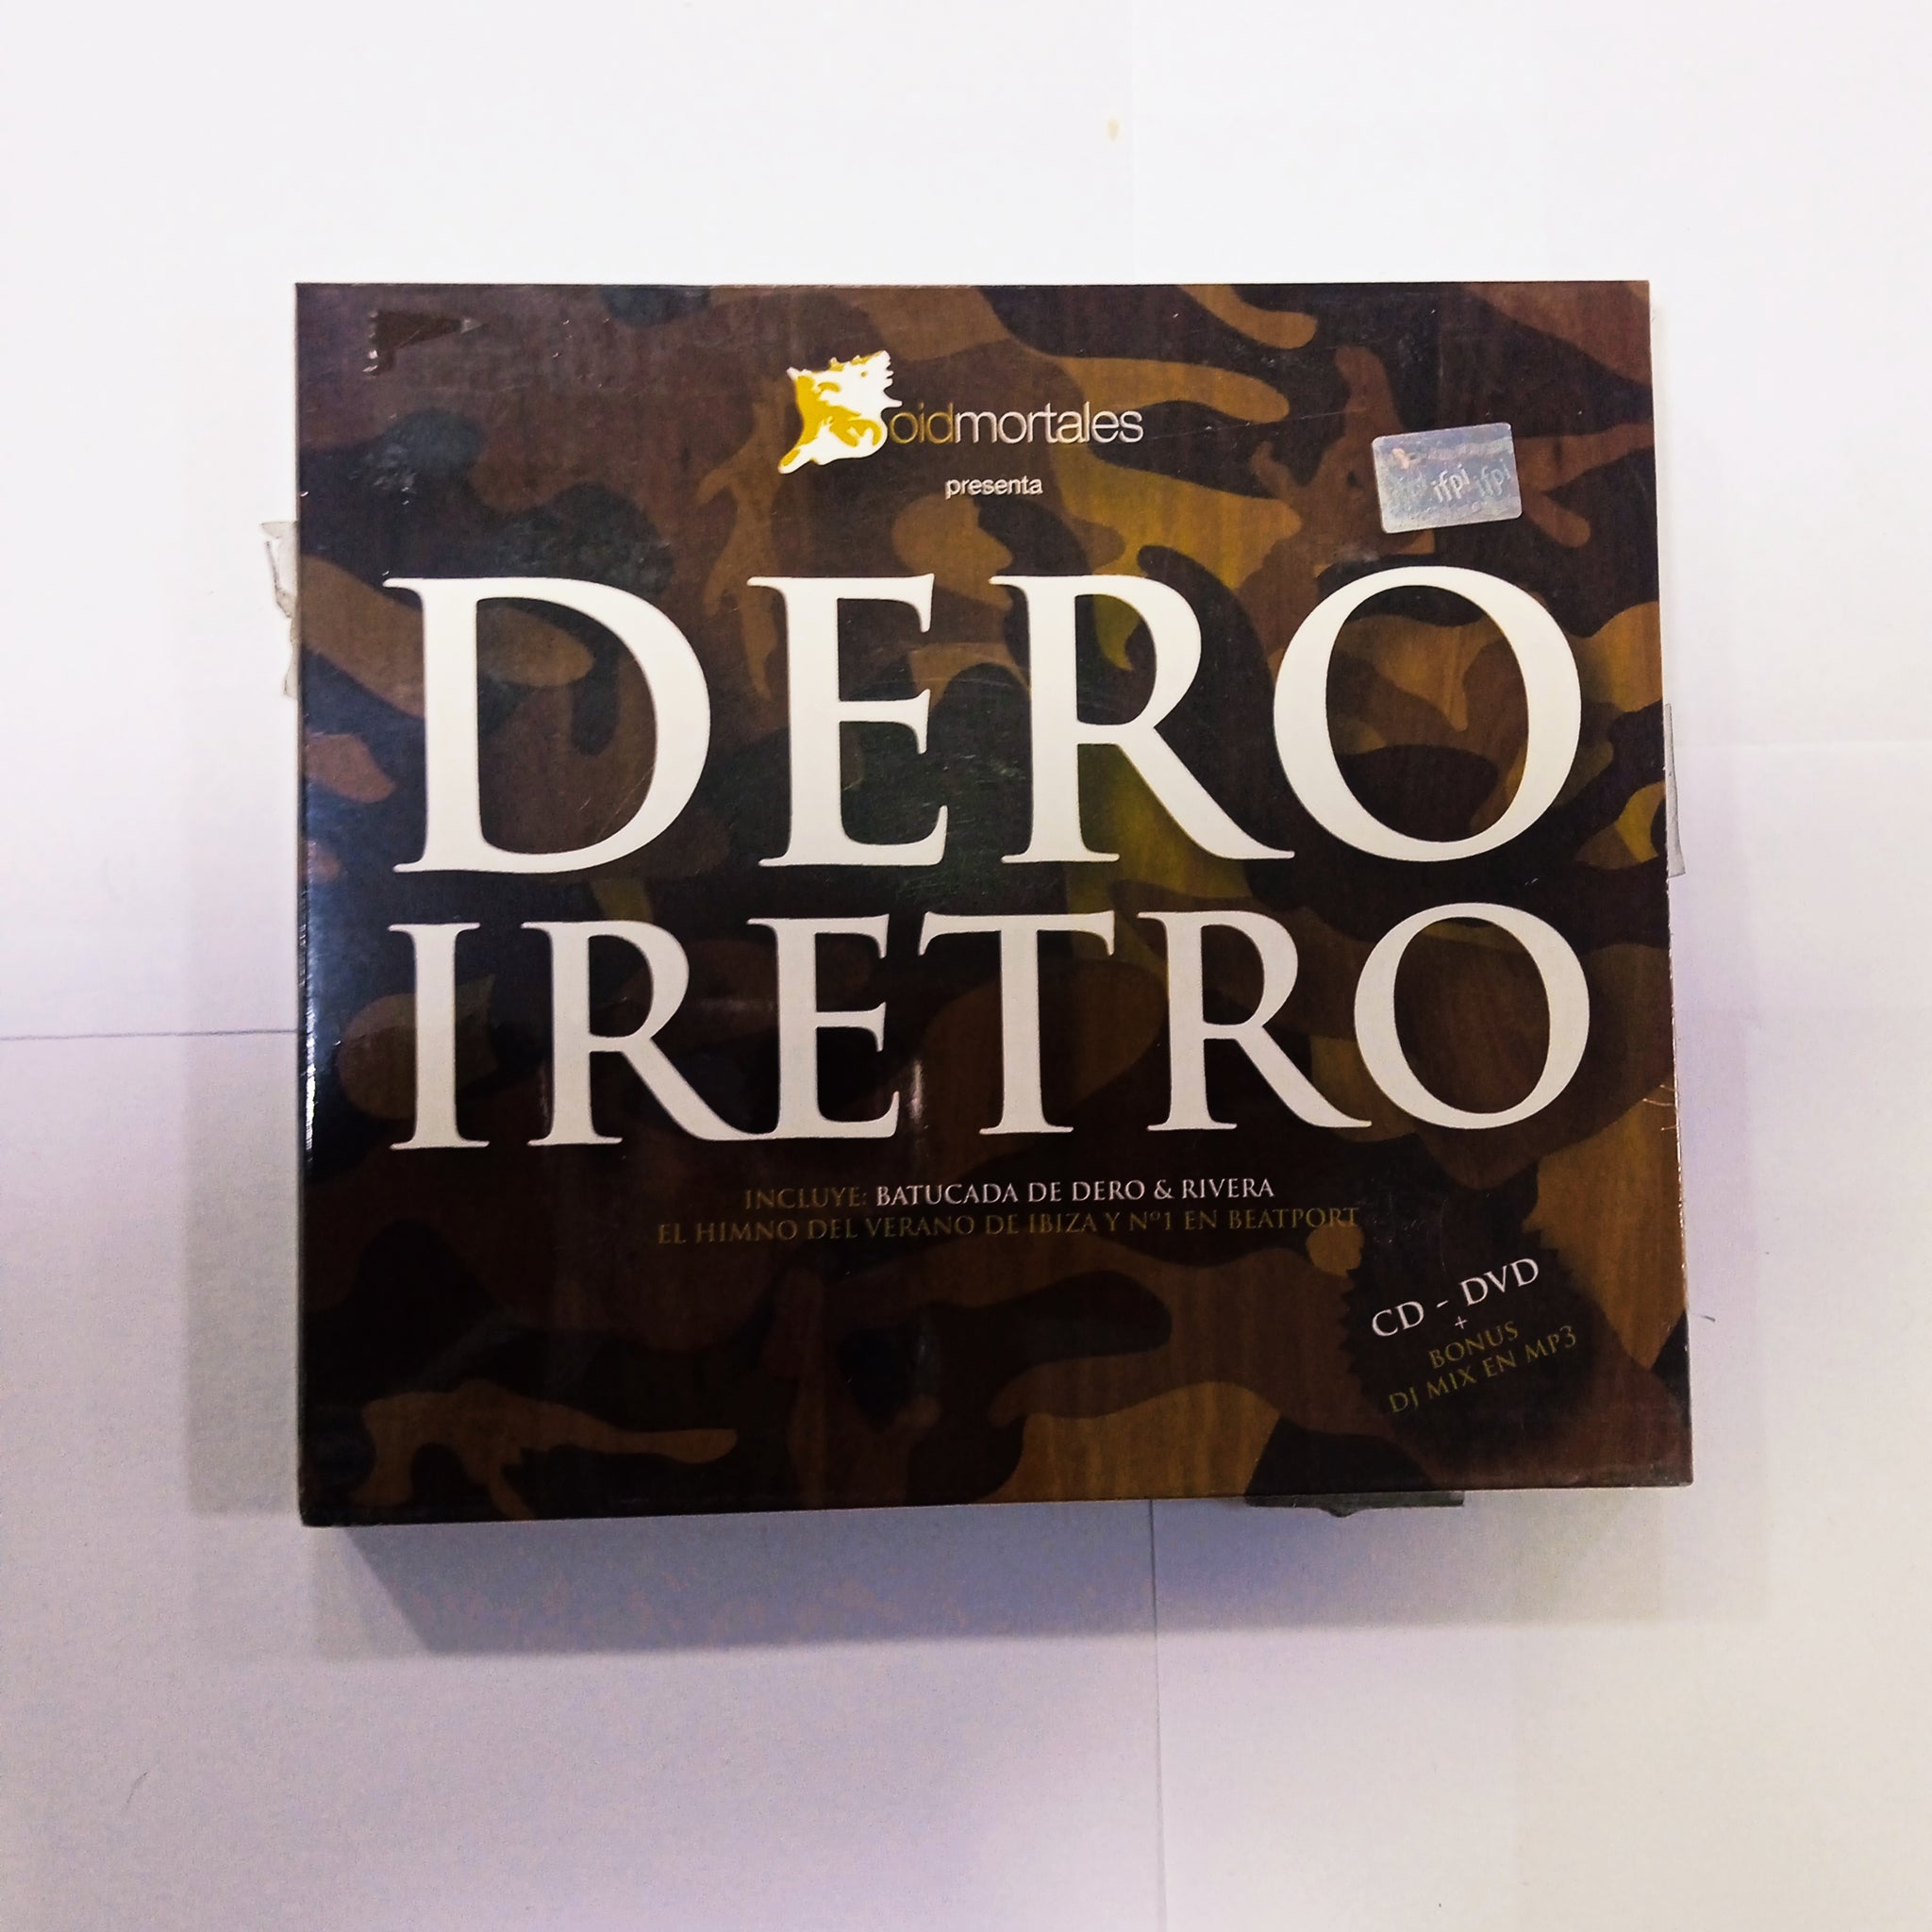 oidmortales
presenta
ifpi ifpi
DERO
IRETRO
INCLUYE: BATUCADA DE DERO & RIVERA
EL HIMNO DEL VERANO DE IBIZA Y Nº1 EN BEATPORT
CD - DVD
+
BONUS
DJ MIX EN MP3